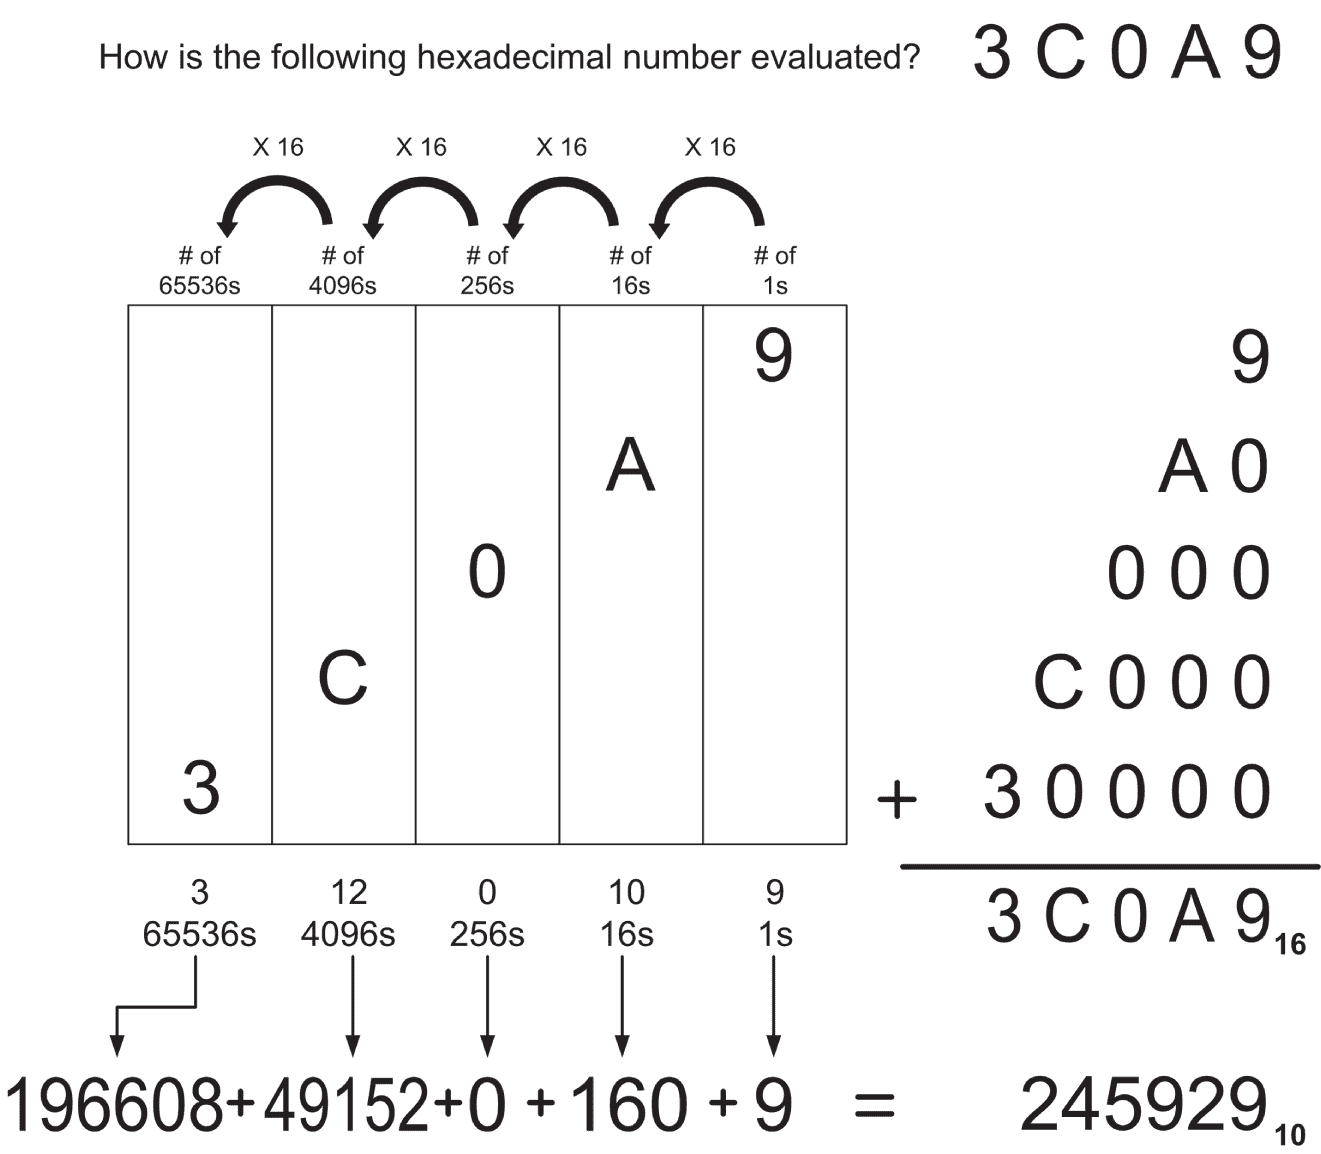 How is the following hexadecimal number evaluated? 3 C 0 A 9
X 16 X 16 X 16 X 16
# of # of # of # of # of
65536s 4096s 256s 16s 1s
9 9
A A 0
0 0 0 0
C C 0 0 0
3 + 3 0 0 0 0
3 12 0 10 9
65536s 4096s 256s 16s 1s
3 C 0 A 9 16
196608+49152+0 + 160 + 9 = 245929 10